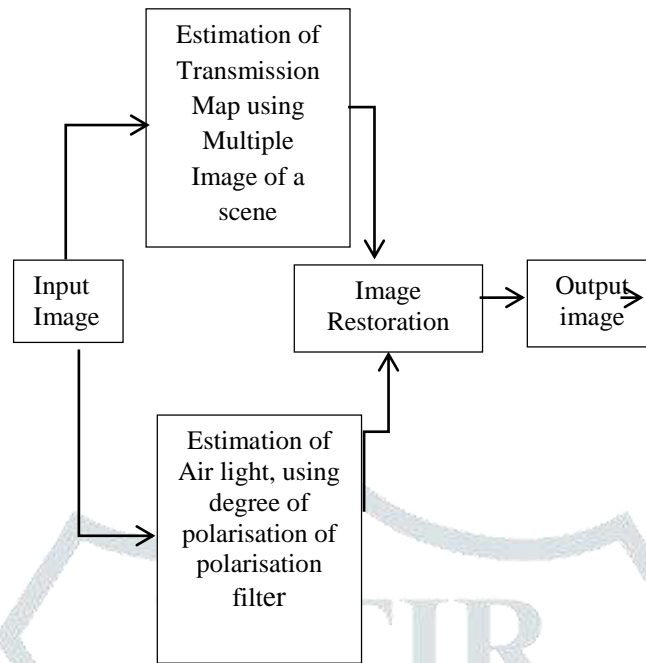 Estimation of
Transmission
Map using
Multiple
Image of a
scene
Input
Image
Image
Restoration
Output
image
Estimation of
Air light, using
degree of
polarisation of
polarisation
filter